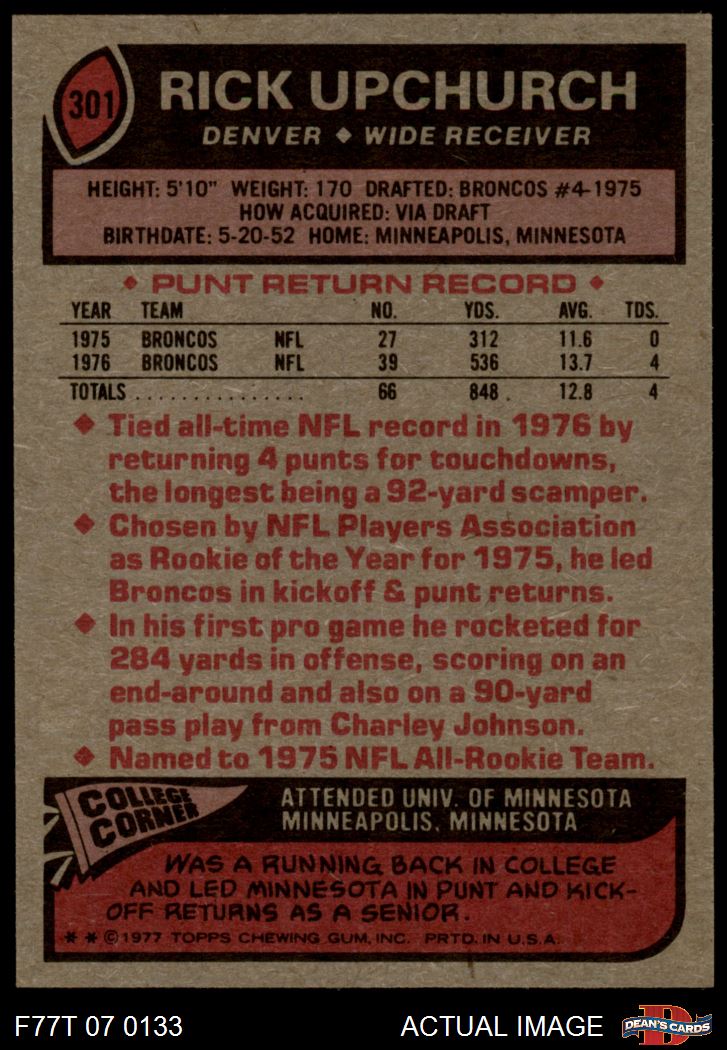 301
RICK UPCHURCH
DENVER ♦ WIDE RECEIVER
HEIGHT: 5'10" WEIGHT: 170 DRAFTED: BRONCOS #4-1975
HOW ACQUIRED: VIA DRAFT
BIRTHDATE: 5-20-52 HOME: MINNEAPOLIS, MINNESOTA
♦ PUNT RETURN RECORD ♦
YEAR TEAM NO. YDS. AVG. TDS.
1975 BRONCOS NFL 27 312 11.6 0
1976 BRONCOS NFL 39 536 13.7 4
TOTALS . . . . . . . . . . . . . . . . 66 848 . 12.8 4
♦ Tied all-time NFL record in 1976 by
returning 4 punts for touchdowns,
the longest being a 92-yard scamper.
♦ Chosen by NFL Players Association
as Rookie of the Year for 1975, he led
Broncos in kickoff & punt returns.
♦ In his first pro game he rocketed for
284 yards in offense, scoring on an
end-around and also on a 90-yard
pass play from Charley Johnson.
♦ Named to 1975 NFL All-Rookie Team.
COLLEGE
CORNER
ATTENDED UNIV. OF MINNESOTA
MINNEAPOLIS, MINNESOTA
WAS A RUNNING BACK IN COLLEGE
AND LED MINNESOTA IN PUNT AND KICK-
OFF RETURNS AS A SENIOR.
* * ©1977 TOPPS CHEWING GUM, INC. PRTD. IN U.S.A.
F77T 07 0133 ACTUAL IMAGE
D
DEAN'S CARDS